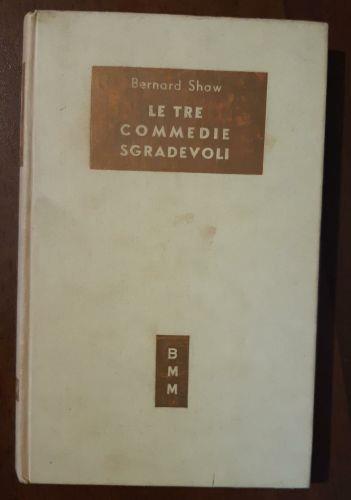 Bernard Shaw
LE TRE
COMMEDIE
SGRADEVOLI
B
M
M